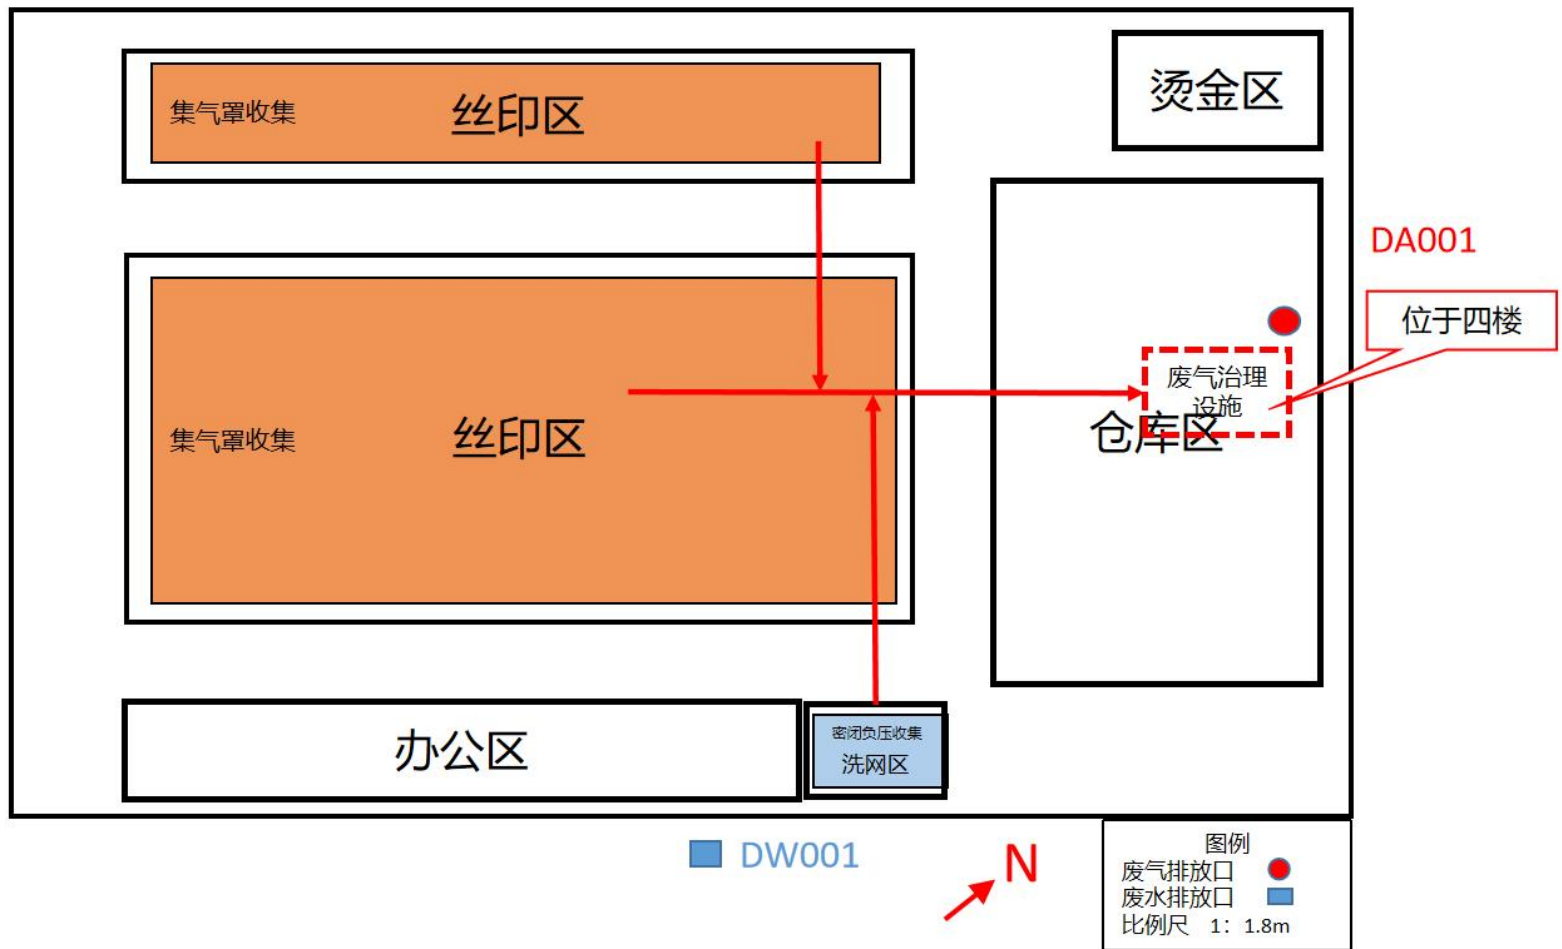 集气罩收集
丝印区
烫金区
DA001
位于四楼
废气治理
设施
仓库区
集气罩收集
丝印区
办公区
密闭负压收集
洗网区
DW001
N
图例
废气排放口
废水排放口
比例尺 1：1.8m